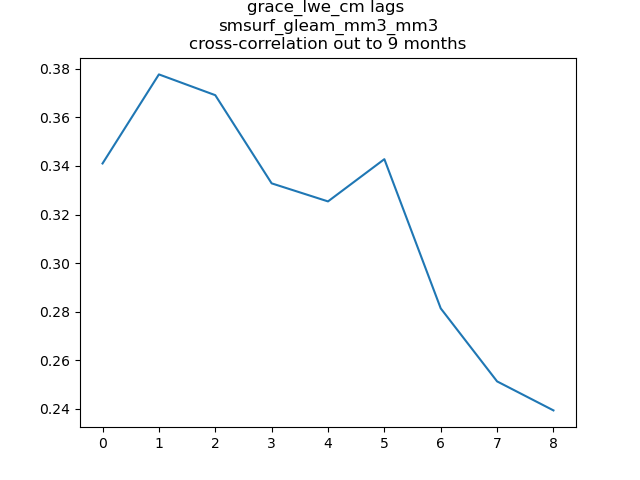 grace_lwe_cm lags
smsurf_gleam_mm3_mm3
cross-correlation out to 9 months
0.38
0.36
0.34
0.32
0.30
0.28
0.26
0.24
0 1 2 3 4 5 6 7 8